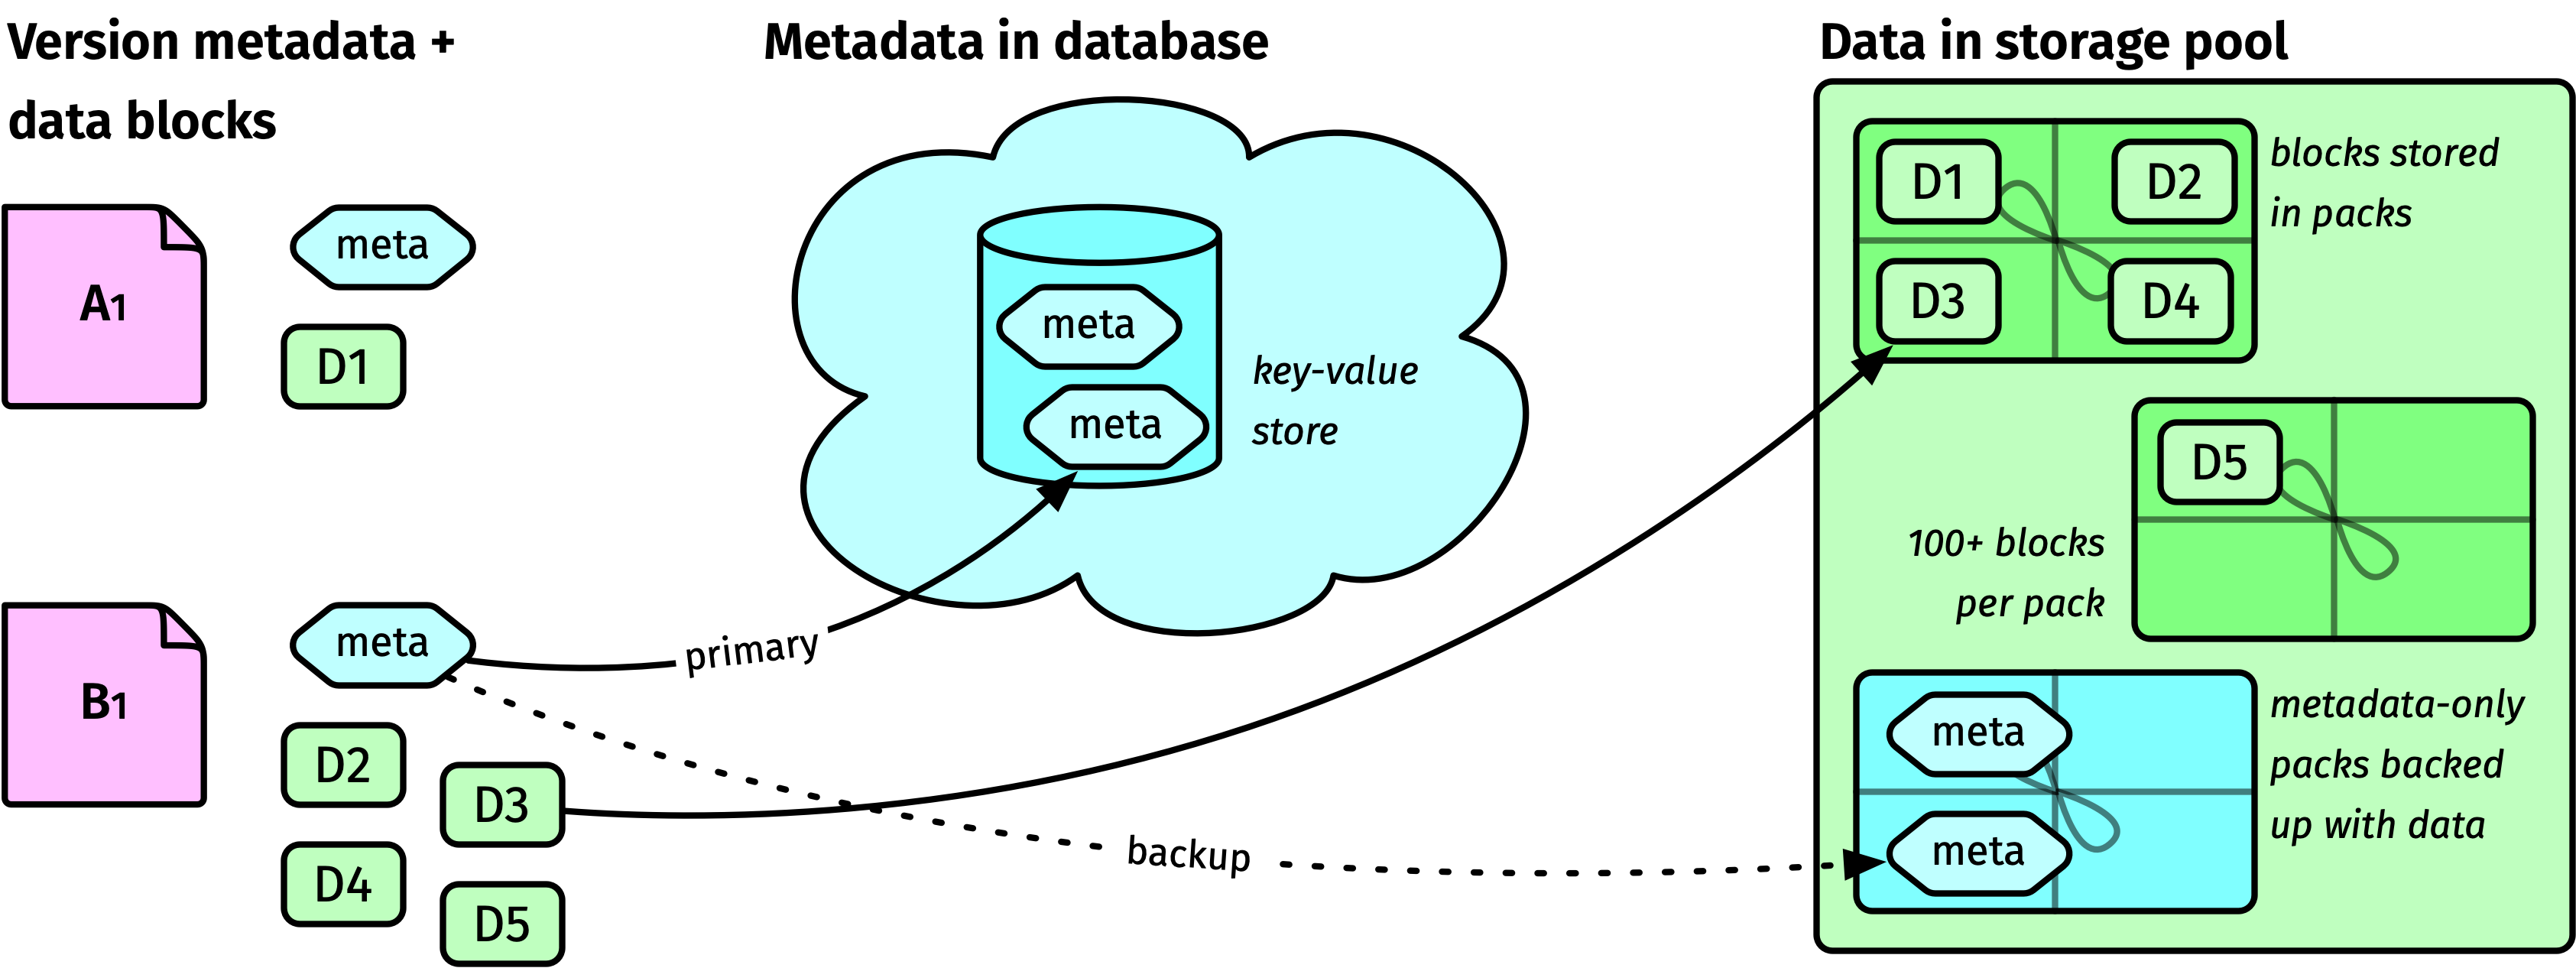 Version metadata +
data blocks
A1
meta
D1
B1
meta
D2
D3
D4
D5
primary
backup
Metadata in database
meta
meta
key-value
store
Data in storage pool
D1
D2
D3
D4
blocks stored
in packs
D5
100+ blocks
per pack
meta
meta
metadata-only
packs backed
up with data